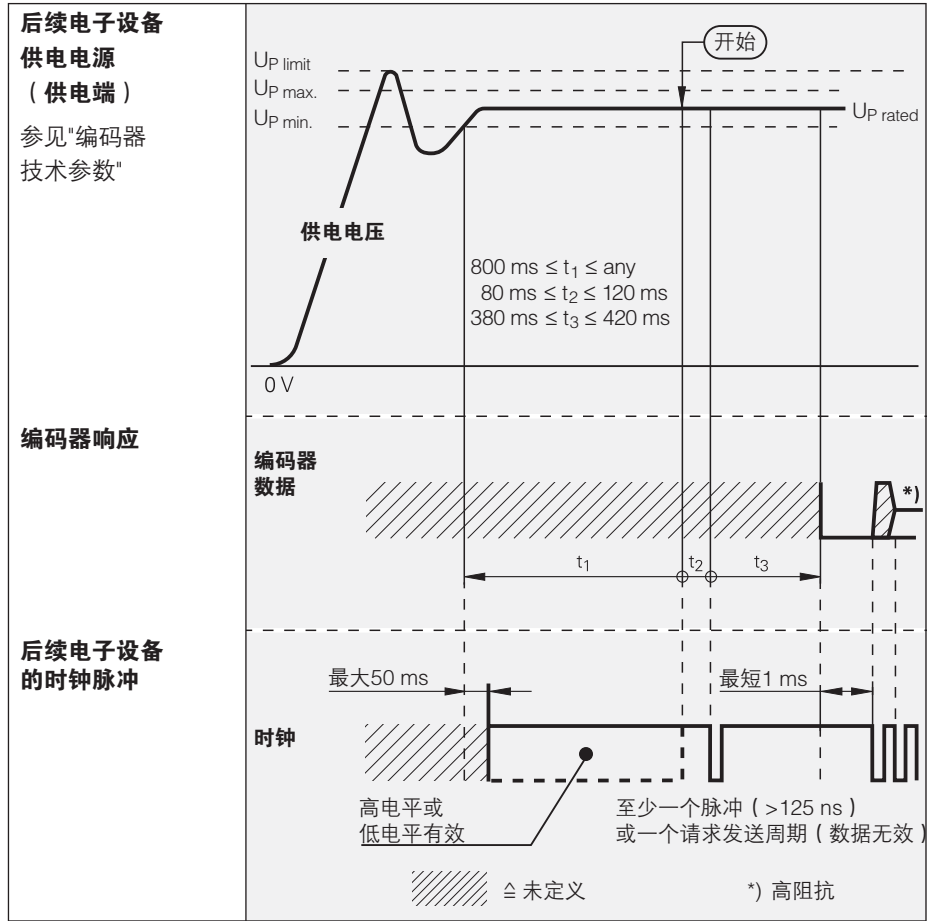 后续电子设备
供电电源
（供电端）
参见"编码器
技术参数"
UP limit
UP max.
UP min.
开始
UP rated
供电电压
800 ms ≤ t1 ≤ any
80 ms ≤ t2 ≤ 120 ms
380 ms ≤ t3 ≤ 420 ms
0 V
编码器响应
编码器
数据
*)
t1
t2
t3
后续电子设备
的时钟脉冲
最大50 ms
最短1 ms
时钟
高电平或
低电平有效
至少一个脉冲（>125 ns）
或一个请求发送周期（数据无效）
≙ 未定义
*) 高阻抗